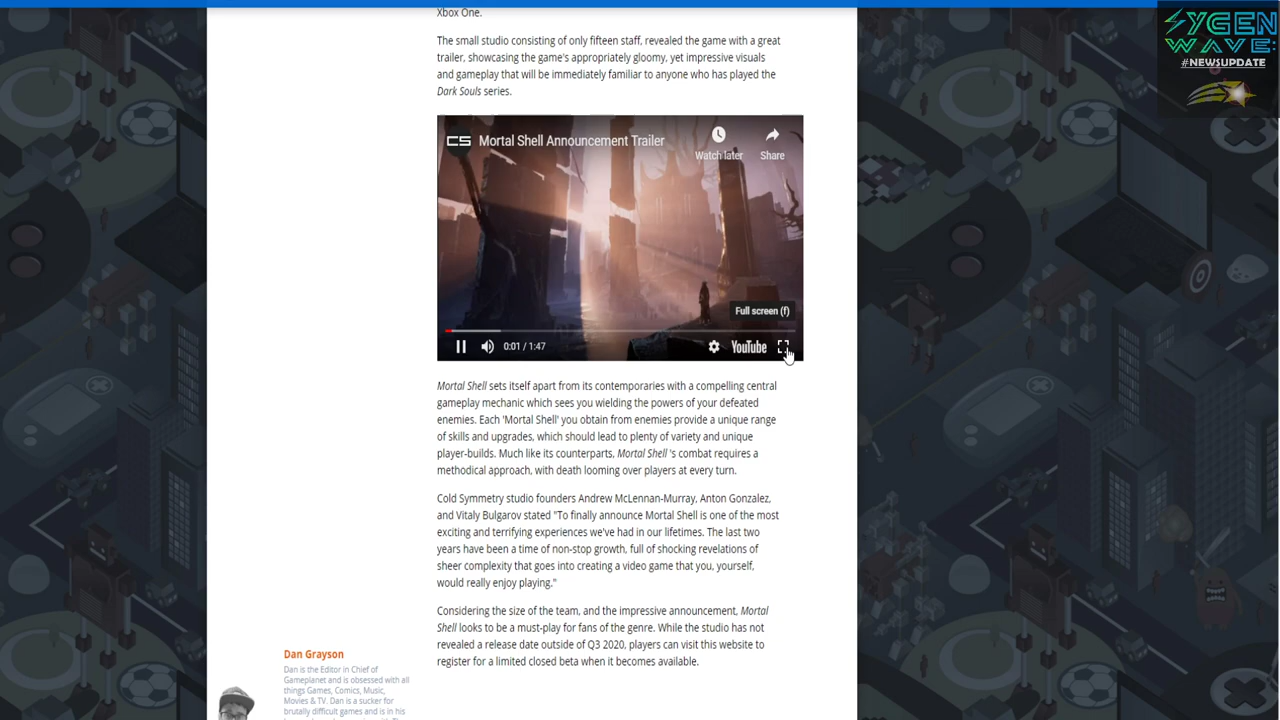 Xbox One.
SYGEN
WAVE:
#NEWSUPDATE
The small studio consisting of only fifteen staff, revealed the game with a great
trailer, showcasing the game's appropriately gloomy, yet impressive visuals
and gameplay that will be immediately familiar to anyone who has played the
Dark Souls series.
CS Mortal Shell Announcement Trailer
Watch later
Share
Full screen (f)
0:01 / 1:47
YouTube
Mortal Shell sets itself apart from its contemporaries with a compelling central
gameplay mechanic which sees you wielding the powers of your defeated
enemies. Each 'Mortal Shell' you obtain from enemies provide a unique range
of skills and upgrades, which should lead to plenty of variety and unique
player-builds. Much like its counterparts, Mortal Shell 's combat requires a
methodical approach, with death looming over players at every turn.
Cold Symmetry studio founders Andrew McLennan-Murray, Anton Gonzalez,
and Vitaly Bulgarov stated "To finally announce Mortal Shell is one of the most
exciting and terrifying experiences we've had in our lifetimes. The last two
years have been a time of non-stop growth, full of shocking revelations of
sheer complexity that goes into creating a video game that you, yourself,
would really enjoy playing."
Considering the size of the team, and the impressive announcement, Mortal
Shell looks to be a must-play for fans of the genre. While the studio has not
revealed a release date outside of Q3 2020, players can visit this website to
register for a limited closed beta when it becomes available.
Dan Grayson
Dan is the Editor in Chief of
Gameplanet and is obsessed with all
things Games, Comics, Music,
Movies & TV. Dan is a sucker for
brutally difficult games and is in his